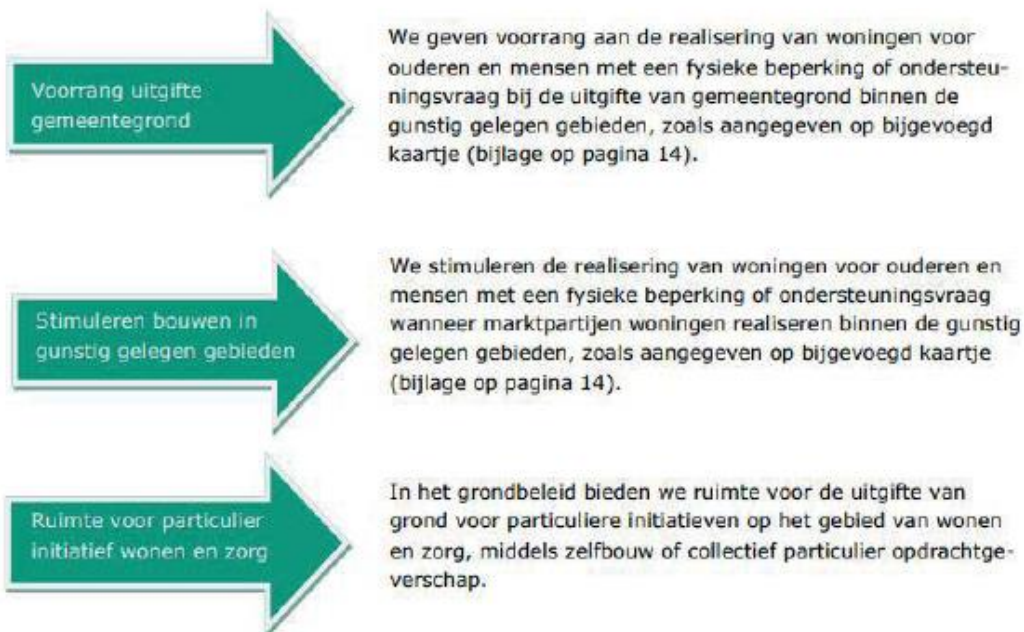 Voorrang uitgifte
gemeentegrond
We geven voorrang aan de realisering van woningen voor
ouderen en mensen met een fysieke beperking of ondersteu-
ningsvraag bij de uitgifte van gemeentegrond binnen de
gunstig gelegen gebieden, zoals aangegeven op bijgevoegd
kaartje (bijlage op pagina 14).
Stimuleren bouwen in
gunstig gelegen gebieden
We stimuleren de realisering van woningen voor ouderen en
mensen met een fysieke beperking of ondersteuningsvraag
wanneer marktpartijen woningen realiseren binnen de gunstig
gelegen gebieden, zoals aangegeven op bijgevoegd kaartje
(bijlage op pagina 14).
Ruimte voor particulier
initiatief wonen en zorg
In het grondbeleid bieden we ruimte voor de uitgifte van
grond voor particuliere initiatieven op het gebied van wonen
en zorg, middels zelfbouw of collectief particulier opdrachtge-
verschap.